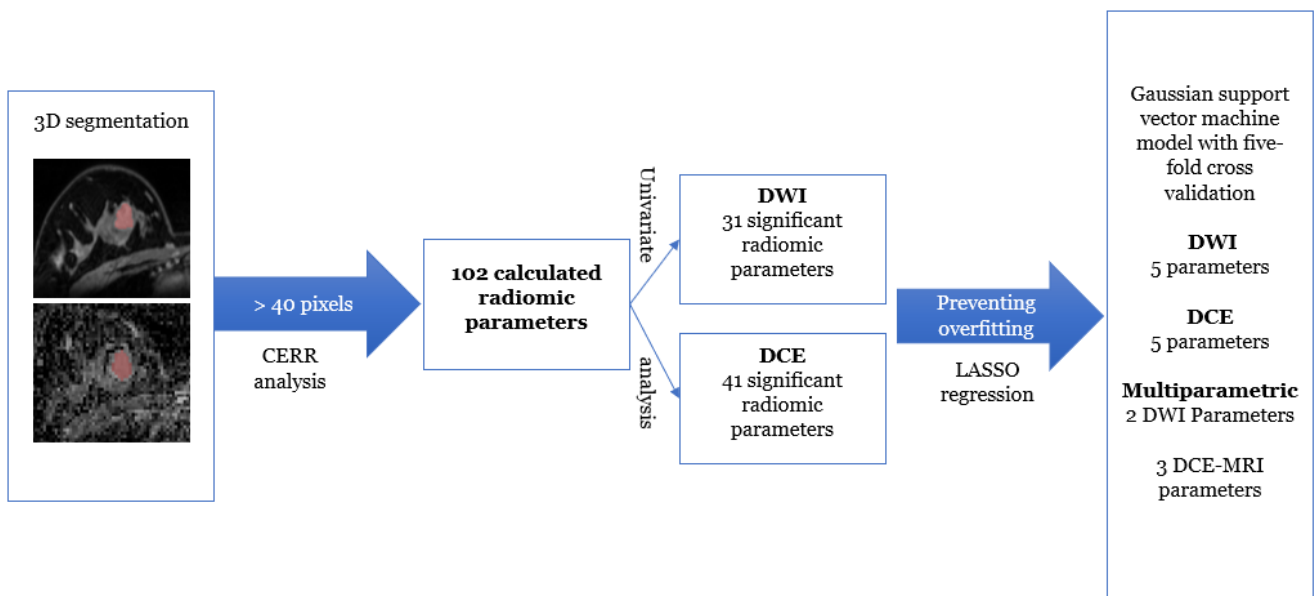 3D segmentation
> 40 pixels
CERR
analysis
102 calculated
radiomic
parameters
Univariate
analysis
DWI
31 significant
radiomic
parameters
DCE
41 significant
radiomic
parameters
Preventing
overfitting
LASSO
regression
Gaussian support
vector machine
model with five-
fold cross
validation
DWI
5 parameters
DCE
5 parameters
Multiparametric
2 DWI Parameters
3 DCE-MRI
parameters